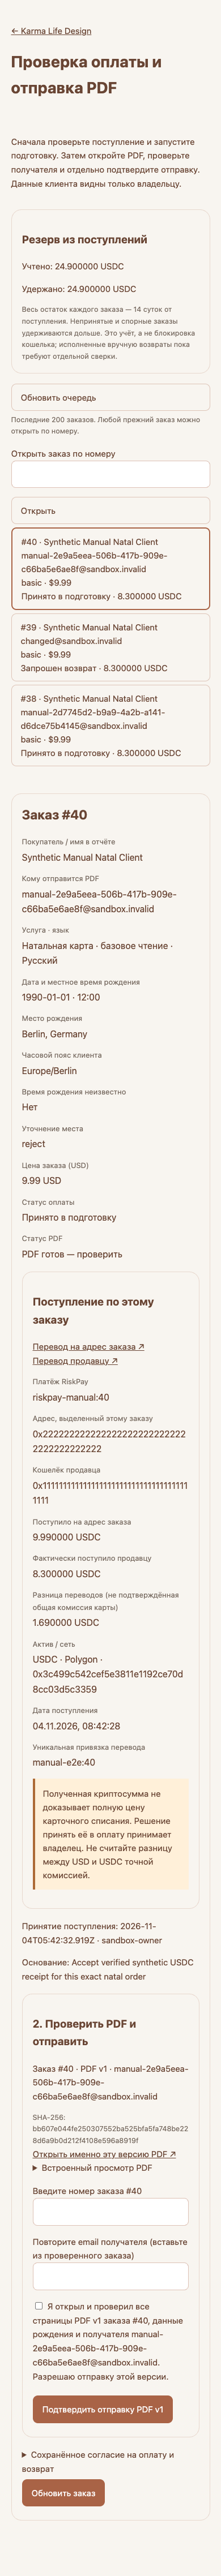 ← Karma Life Design
Проверка оплаты и
отправка PDF
Сначала проверьте поступление и запустите
подготовку. Затем откройте PDF, проверьте
получателя и отдельно подтвердите отправку.
Данные клиента видны только владельцу.
Резерв из поступлений
Учтено: 24.900000 USDC
Удержано: 24.900000 USDC
Весь остаток каждого заказа — 14 суток от
поступления. Непринятые и спорные заказы
удерживаются дольше. Это учёт, а не блокировка
кошелька; исполненные вручную возвраты пока
требуют отдельной сверки.
Обновить очередь
Последние 200 заказов. Любой прежний заказ можно
открыть по номеру.
Открыть заказ по номеру
Открыть
#40 · Synthetic Manual Natal Client
manual-2e9a5eea-506b-417b-909e-
c66ba5e6ae8f@sandbox.invalid
basic · $9.99
Принято в подготовку · 8.300000 USDC
#39 · Synthetic Manual Natal Client
changed@sandbox.invalid
basic · $9.99
Запрошен возврат · 8.300000 USDC
#38 · Synthetic Manual Natal Client
manual-2d7745d2-b9a9-4a2b-a141-
d6dce75b4145@sandbox.invalid
basic · $9.99
Принято в подготовку · 8.300000 USDC
Заказ #40
Покупатель / имя в отчёте
Synthetic Manual Natal Client
Кому отправится PDF
manual-2e9a5eea-506b-417b-909e-
c66ba5e6ae8f@sandbox.invalid
Услуга · язык
Натальная карта · базовое чтение ·
Русский
Дата и местное время рождения
1990-01-01 · 12:00
Место рождения
Berlin, Germany
Часовой пояс клиента
Europe/Berlin
Время рождения неизвестно
Нет
Уточнение места
reject
Цена заказа (USD)
9.99 USD
Статус оплаты
Принято в подготовку
Статус PDF
PDF готов — проверить
Поступление по этому
заказу
Перевод на адрес заказа ↗
Перевод продавцу ↗
Платёж RiskPay
riskpay-manual:40
Адрес, выделенный этому заказу
0x222222222222222222222222222
2222222222222
Кошелёк продавца
0x111111111111111111111111111111111111
1111
Поступило на адрес заказа
9.990000 USDC
Фактически поступило продавцу
8.300000 USDC
Разница переводов (не подтверждённая
общая комиссия карты)
1.690000 USDC
Актив / сеть
USDC · Polygon ·
0x3c499c542cef5e3811e1192ce70d
8cc03d5c3359
Дата поступления
04.11.2026, 08:42:28
Уникальная привязка перевода
manual-e2e:40
Полученная криптосумма не
доказывает полную цену
карточного списания. Решение
принять её в оплату принимает
владелец. Не считайте разницу
между USD и USDC точной
комиссией.
Принятие поступления: 2026-11-
04T05:42:32.919Z · sandbox-owner
Основание: Accept verified synthetic USDC
receipt for this exact natal order
2. Проверить PDF и
отправить
Заказ #40 · PDF v1 · manual-2e9a5eea-
506b-417b-909e-
c66ba5e6ae8f@sandbox.invalid
SHA-256:
bb607e044fe250307552ba525bfa5fa748be22
8d6a9b0d212f4108e596a8919f
Открыть именно эту версию PDF ↗
▶ Встроенный просмотр PDF
Введите номер заказа #40
Повторите email получателя (вставьте
из проверенного заказа)
Я открыл и проверил все
страницы PDF v1 заказа #40, данные
рождения и получателя manual-
2e9a5eea-506b-417b-909e-
c66ba5e6ae8f@sandbox.invalid.
Разрешаю отправку этой версии.
Подтвердить отправку PDF v1
▶ Сохранённое согласие на оплату и
возврат
Обновить заказ